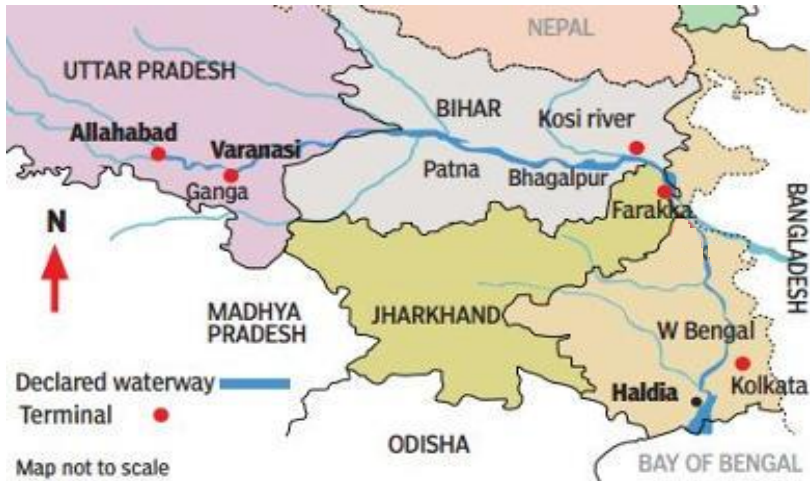 NEPAL
UTTAR PRADESH
BIHAR
Allahabad
Varanasi
Kosi river
Patna
Bhagalpur
Ganga
Farakka
N
BANGLADESH
MADHYA
PRADESH
JHARKHAND
W Bengal
Declared waterway
Haldia
Kolkata
Terminal
ODISHA
Map not to scale
BAY OF BENGAL